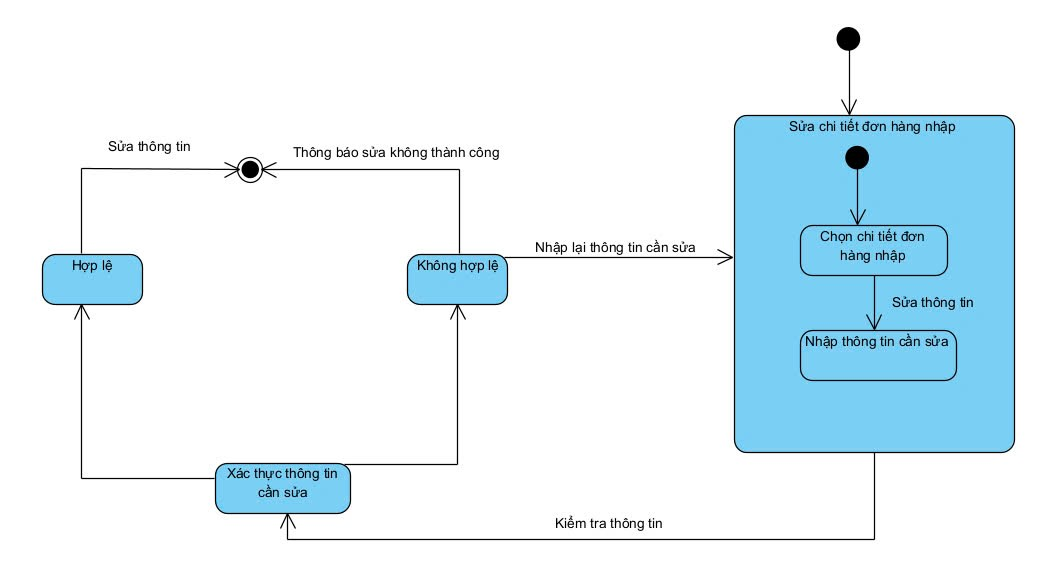 Sửa chi tiết đơn hàng nhập
Sửa thông tin
Thông báo sửa không thành công
Chọn chi tiết đơn
hàng nhập
Nhập lại thông tin cần sửa
Hợp lệ
Không hợp lệ
Sửa thông tin
Nhập thông tin cần sửa
Xác thực thông tin
cần sửa
Kiểm tra thông tin